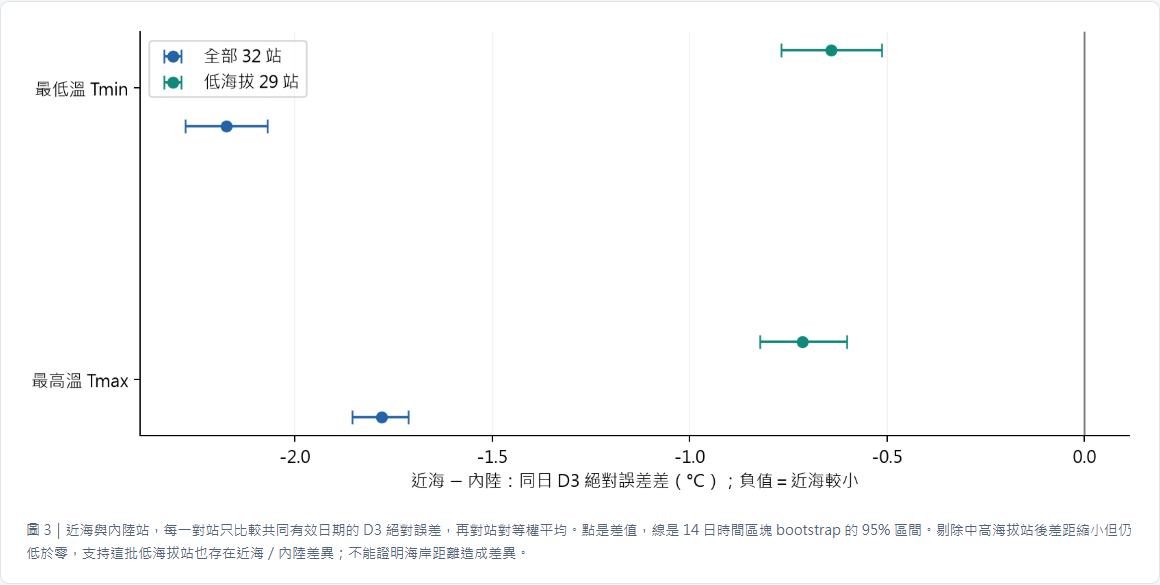 全部 32 站
低海拔 29 站
最低溫 Tmin
最高溫 Tmax
-2.0 -1.5 -1.0 -0.5 0.0
近海 − 內陸：同日 D3 絕對誤差差（°C）；負值 = 近海較小
圖 3｜近海與內陸站，每一對站只比較共同有效日期的 D3 絕對誤差，再對站對等權平均。點是差值，線是 14 日時間區塊 bootstrap 的 95% 區間。剔除中高海拔站後差距縮小但仍
低於零，支持這批低海拔站也存在近海 / 內陸差異；不能證明海岸距離造成差異。